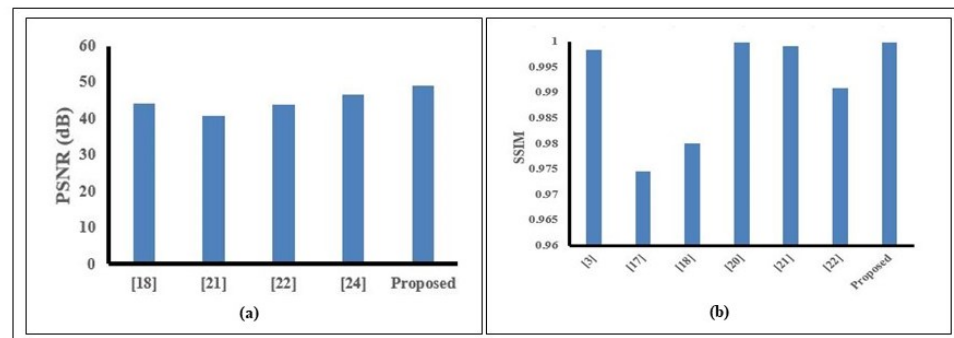 60
50
40
30
20
10
0
PSNR (dB)
[18] [21] [22] [24] Proposed
(a)
1
0.995
0.99
0.985
0.98
0.975
0.97
0.965
0.96
SSIM
[3] [17] [18] [20] [21] [22] Proposed
(b)